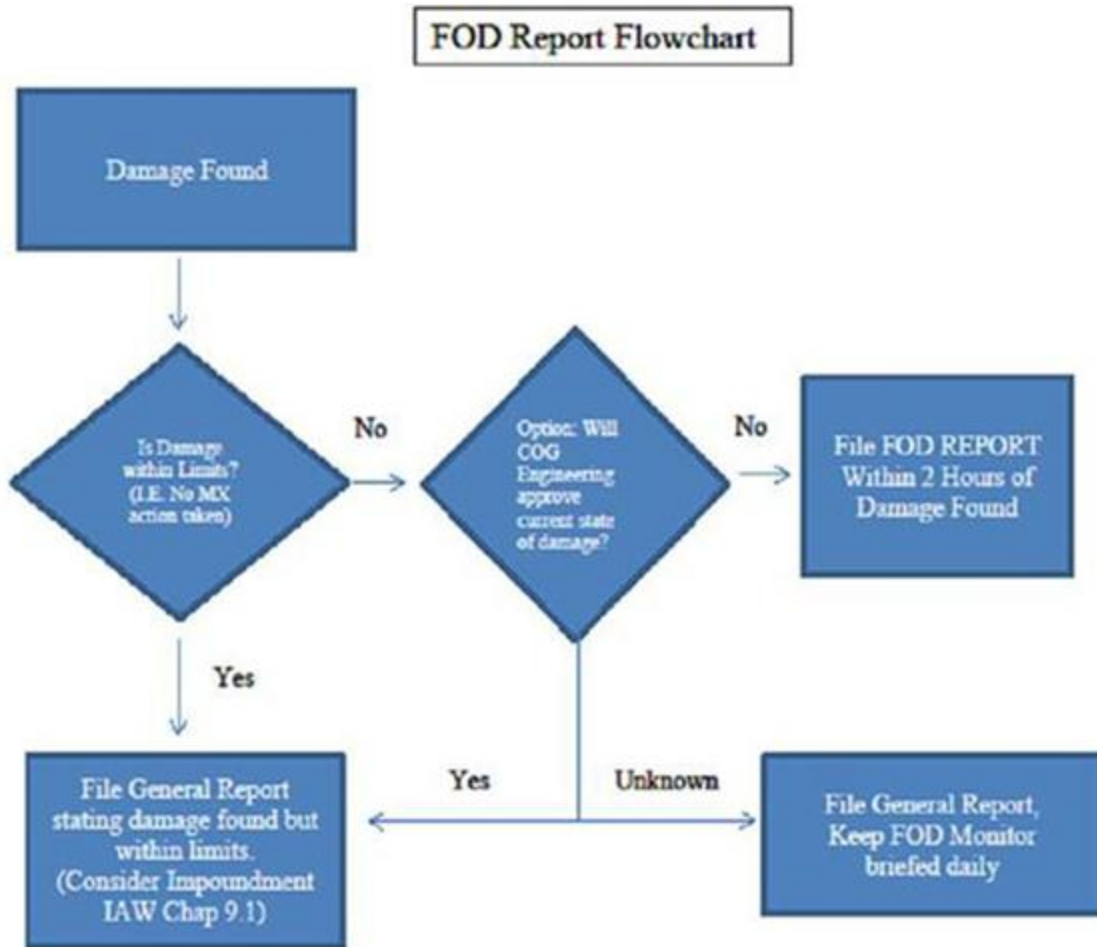 FOD Report Flowchart
Damage Found
Is Damage
within Limits?
(I.E. No MX
action taken)
No
Option: Will
COG
Engineering
approve
current state
of damage?
No
File FOD REPORT
Within 2 Hours of
Damage Found
Yes
File General Report
stating damage found but
within limits.
(Consider Impoundment
IAW Chap 9.1)
Yes
Unknown
File General Report,
Keep FOD Monitor
briefed daily